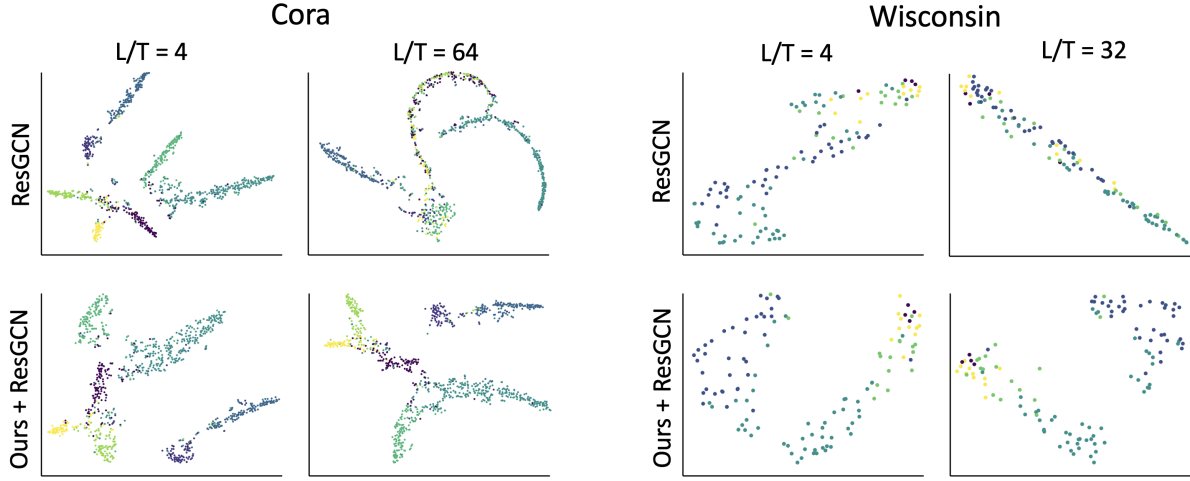 Cora
Wisconsin
L/T = 4
L/T = 64
L/T = 4
L/T = 32
ResGCN
ResGCN
Ours + ResGCN
Ours + ResGCN